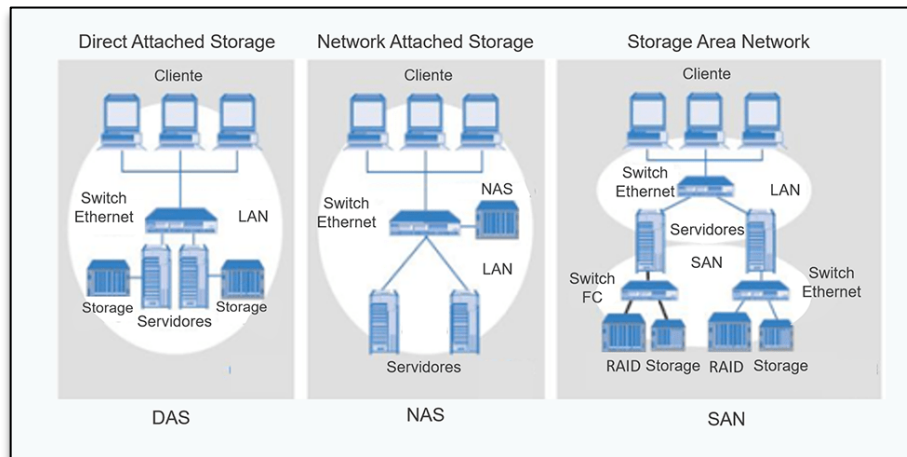 Direct Attached Storage
Cliente
Switch
Ethernet
LAN
Storage
Servidores
Storage
DAS
Network Attached Storage
Cliente
NAS
Switch
Ethernet
LAN
Servidores
NAS
Storage Area Network
Cliente
Switch
Ethernet
LAN
Servidores
SAN
Switch
FC
Switch
Ethernet
RAID
Storage
RAID
Storage
SAN